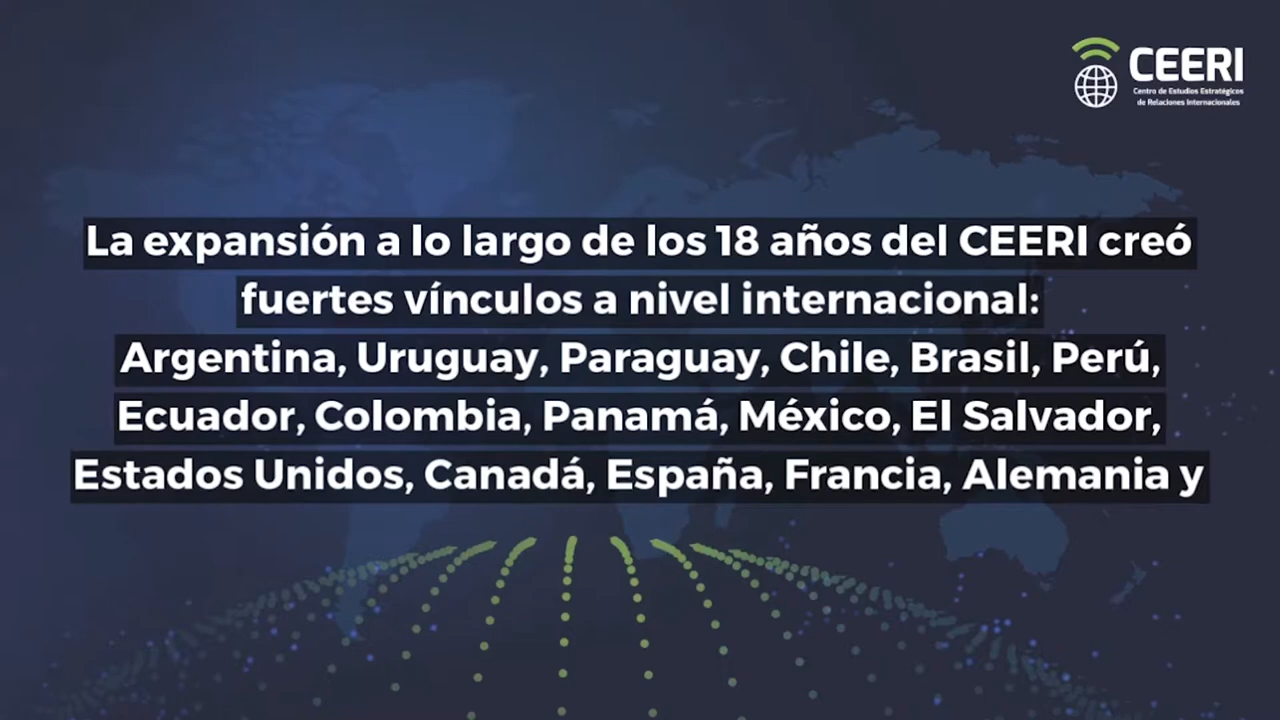 CEERI
Centro de Estudios Estratégicos
de Relaciones Internacionales
La expansión a lo largo de los 18 años del CEERI creó
fuertes vínculos a nivel internacional:
Argentina, Uruguay, Paraguay, Chile, Brasil, Perú,
Ecuador, Colombia, Panamá, México, El Salvador,
Estados Unidos, Canadá, España, Francia, Alemania y